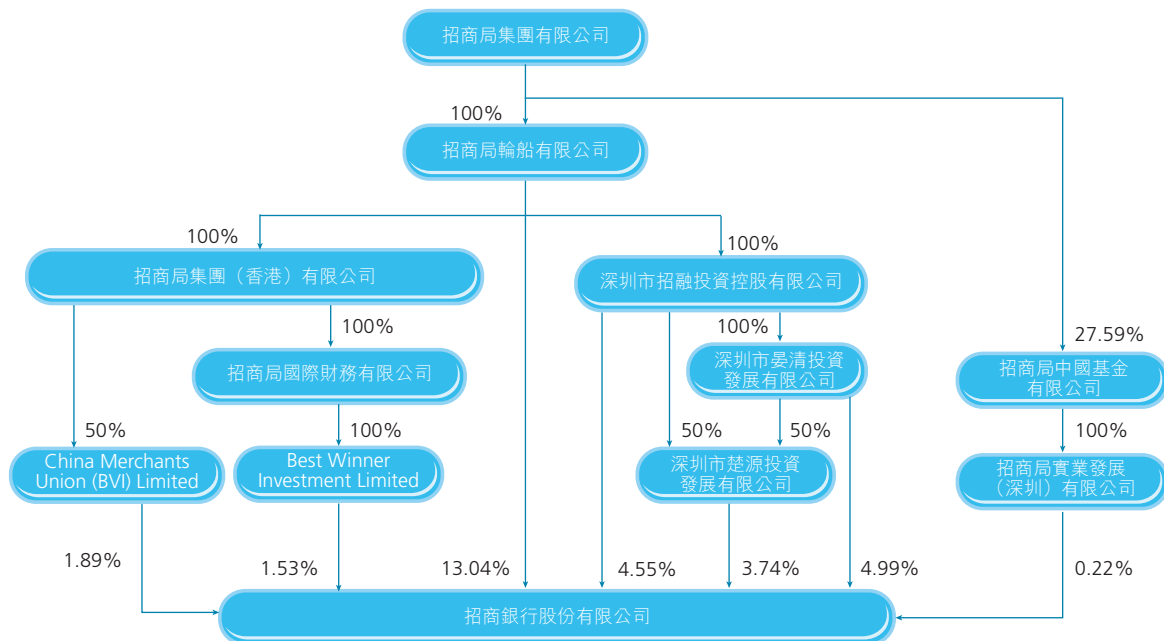 招商局集團有限公司
100%
招商局輪船有限公司
100%
100%
招商局集團（香港）有限公司
深圳市招融投資控股有限公司
100%
100%
27.59%
招商局國際財務有限公司
深圳市晏清投資
發展有限公司
招商局中國基金
有限公司
50%
100%
50%
50%
100%
China Merchants
Union (BVI) Limited
Best Winner
Investment Limited
深圳市楚源投資
發展有限公司
招商局實業發展
（深圳）有限公司
1.89%
1.53%
13.04%
4.55%
3.74%
4.99%
0.22%
招商銀行股份有限公司